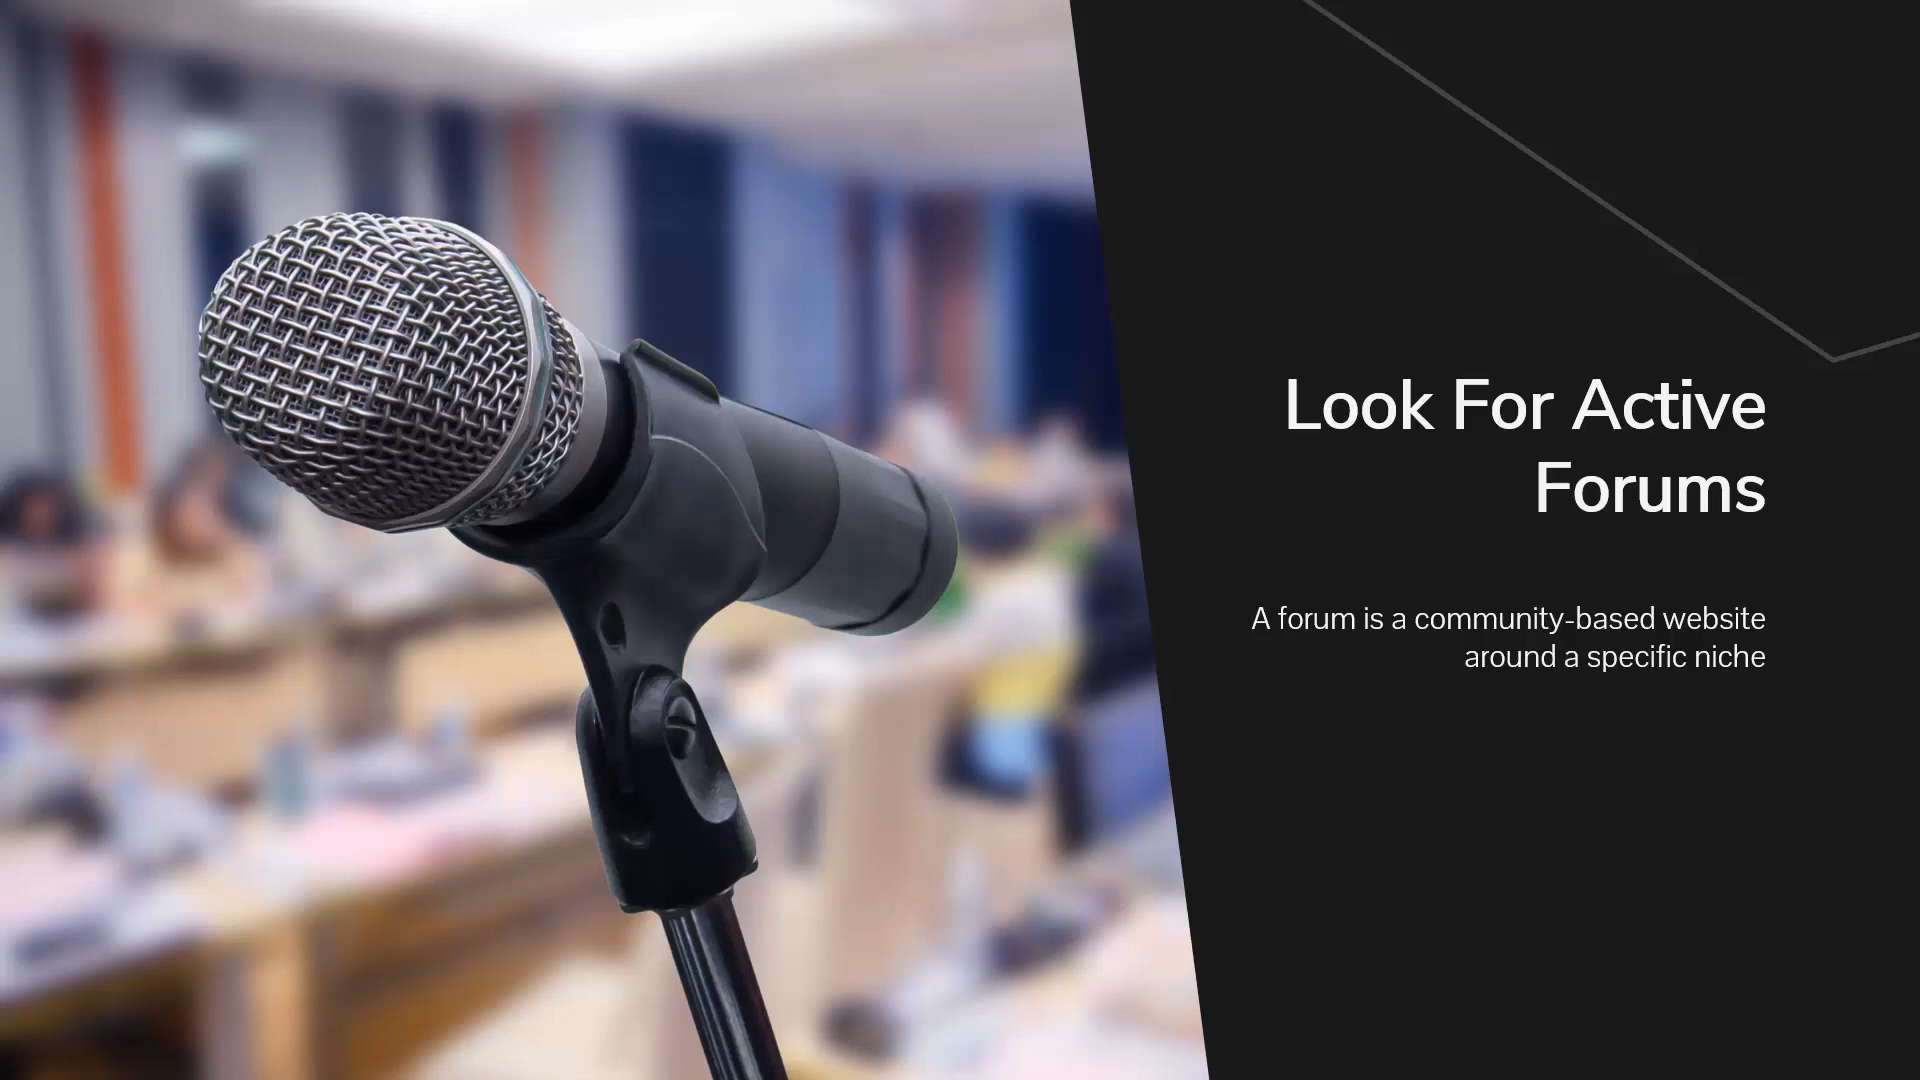 Look For Active
Forums
A forum is a community-based website
around a specific niche